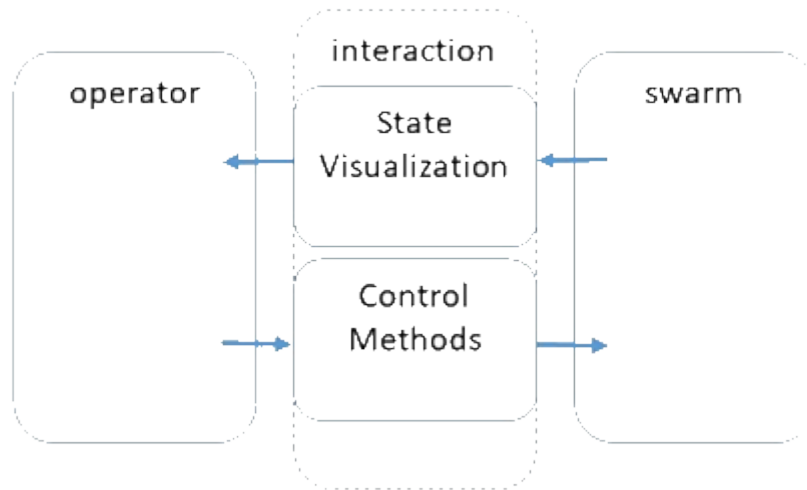 operator
interaction
State
Visualization
Control
Methods
swarm